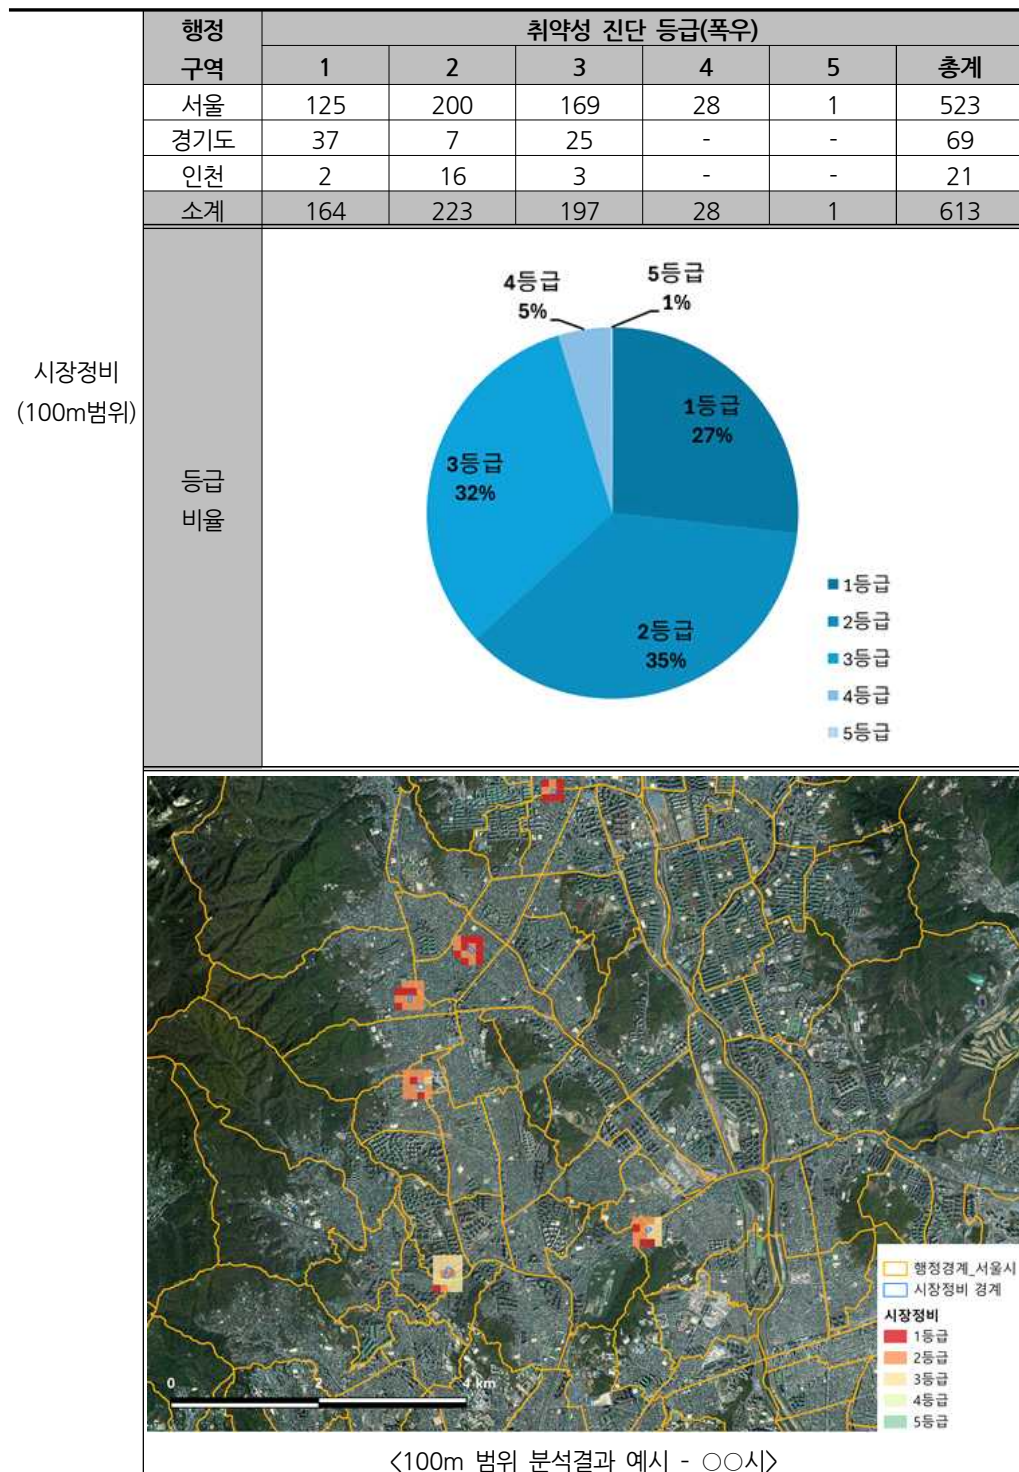 행정 구역 취약성 진단 등급(폭우)
1 2 3 4 5 총계
서울 125 200 169 28 1 523
경기도 37 7 25 - - 69
인천 2 16 3 - - 21
소계 164 223 197 28 1 613
시장정비
(100m범위)
등급
비율
4등급
5%
5등급
1%
1등급
27%
3등급
32%
2등급
35%
1등급
2등급
3등급
4등급
5등급
행정경계_서울시
시장정비 경계
시장정비
1등급
2등급
3등급
4등급
5등급
0 2 4 km
<100m 범위 분석결과 예시 - ○○시>